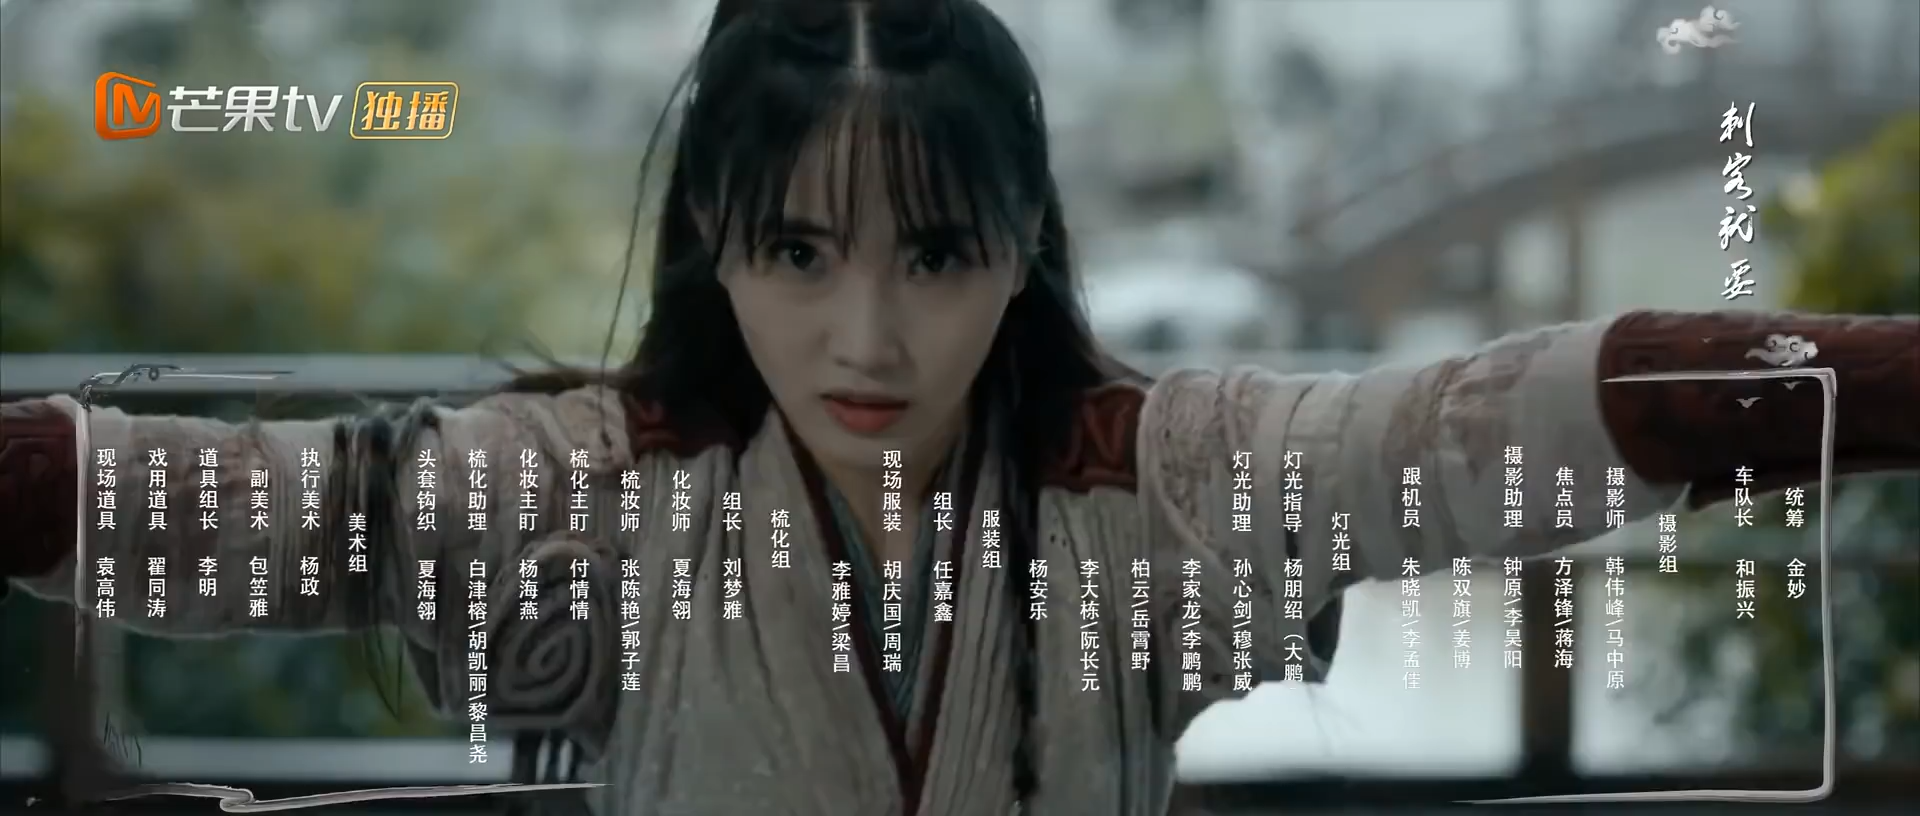 芒果tv 独播
刺客就要
统筹 金妙
车队长 和振兴
摄影组
摄影师 韩伟峰\马中原
焦点员 方泽锋\蒋海
摄影助理 钟原\李昊阳
陈双旗\姜博
跟机员 朱晓凯\李孟佳
灯光组
灯光指导 杨朋绍（大鹏
灯光助理 孙心剑\穆张威
李家龙\李鹏鹏
柏云\岳霄野
李大栋\阮长元
杨安乐
服装组
组长 任嘉鑫
现场服装 胡庆国\周瑞
李雅婷\梁昌
梳化组
组长 刘梦雅
化妆师 夏海翎
梳妆师 张陈艳\郭子莲
梳化主盯 付情情
化妆主盯 杨海燕
梳化助理 白津榕\胡凯丽\黎昌尧
头套钩织 夏海翎
美术组
执行美术 杨政
副美术 包笠雅
道具组长 李明
戏用道具 翟同涛
现场道具 袁高伟